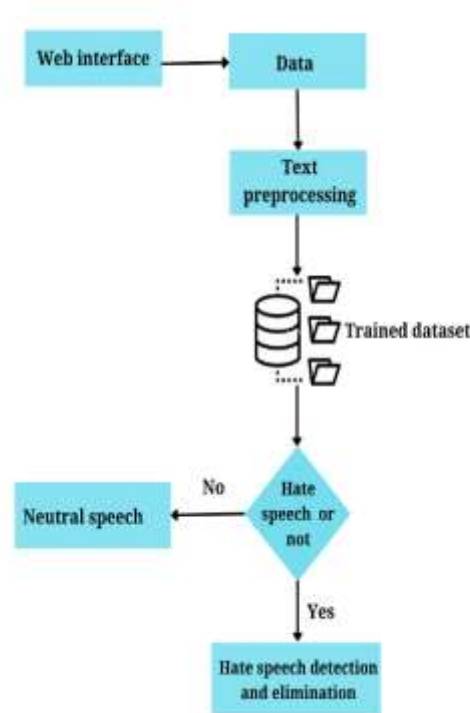 Web interface
Data
Text
preprocessing
Trained dataset
Hate
speech or
not
No
Neutral speech
Yes
Hate speech detection
and elimination